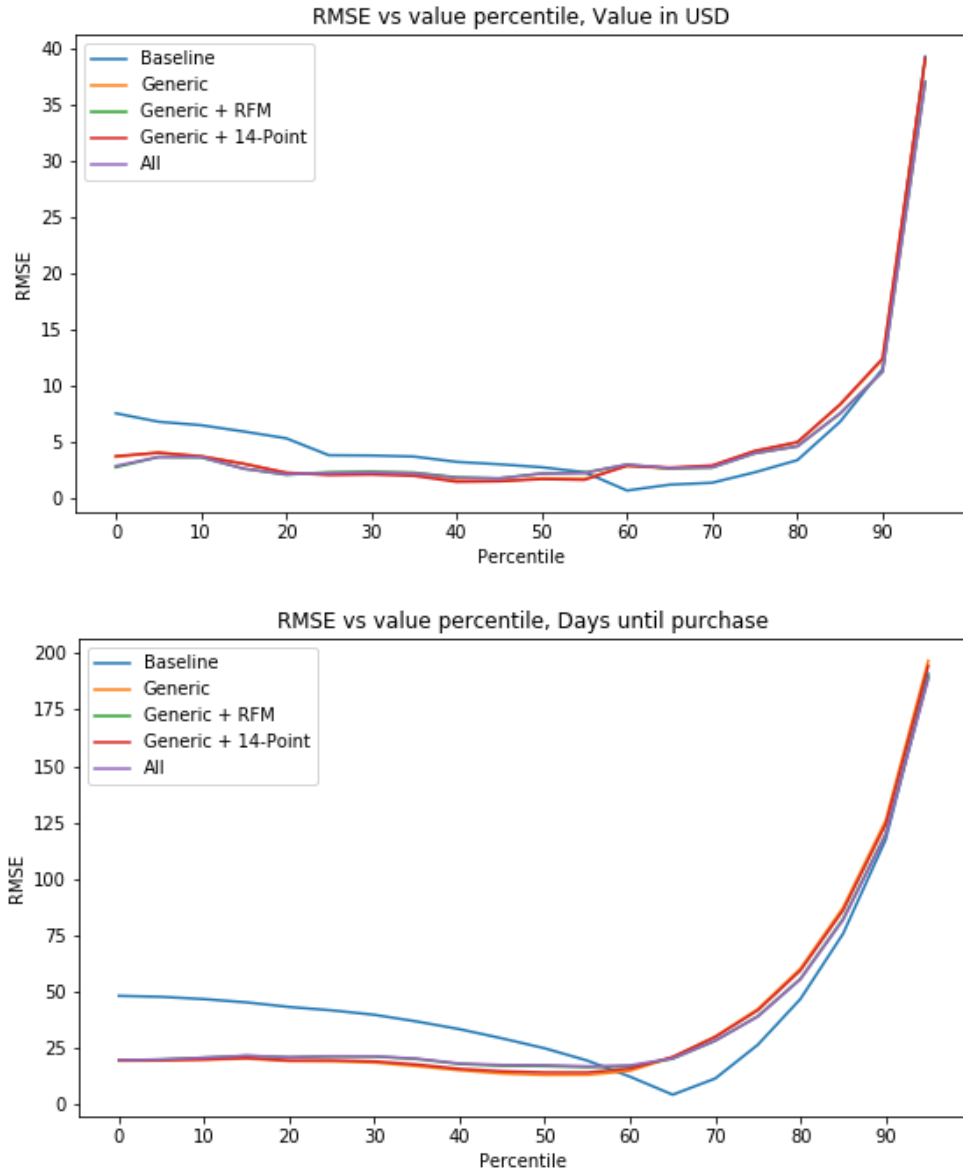 RMSE vs value percentile, Value in USD
40
35
30
25
20
15
10
5
0
RMSE
Baseline
Generic
Generic + RFM
Generic + 14-Point
All
0 10 20 30 40 50 60 70 80 90
Percentile
RMSE vs value percentile, Days until purchase
200
175
150
125
100
75
50
25
0
RMSE
Baseline
Generic
Generic + RFM
Generic + 14-Point
All
0 10 20 30 40 50 60 70 80 90
Percentile